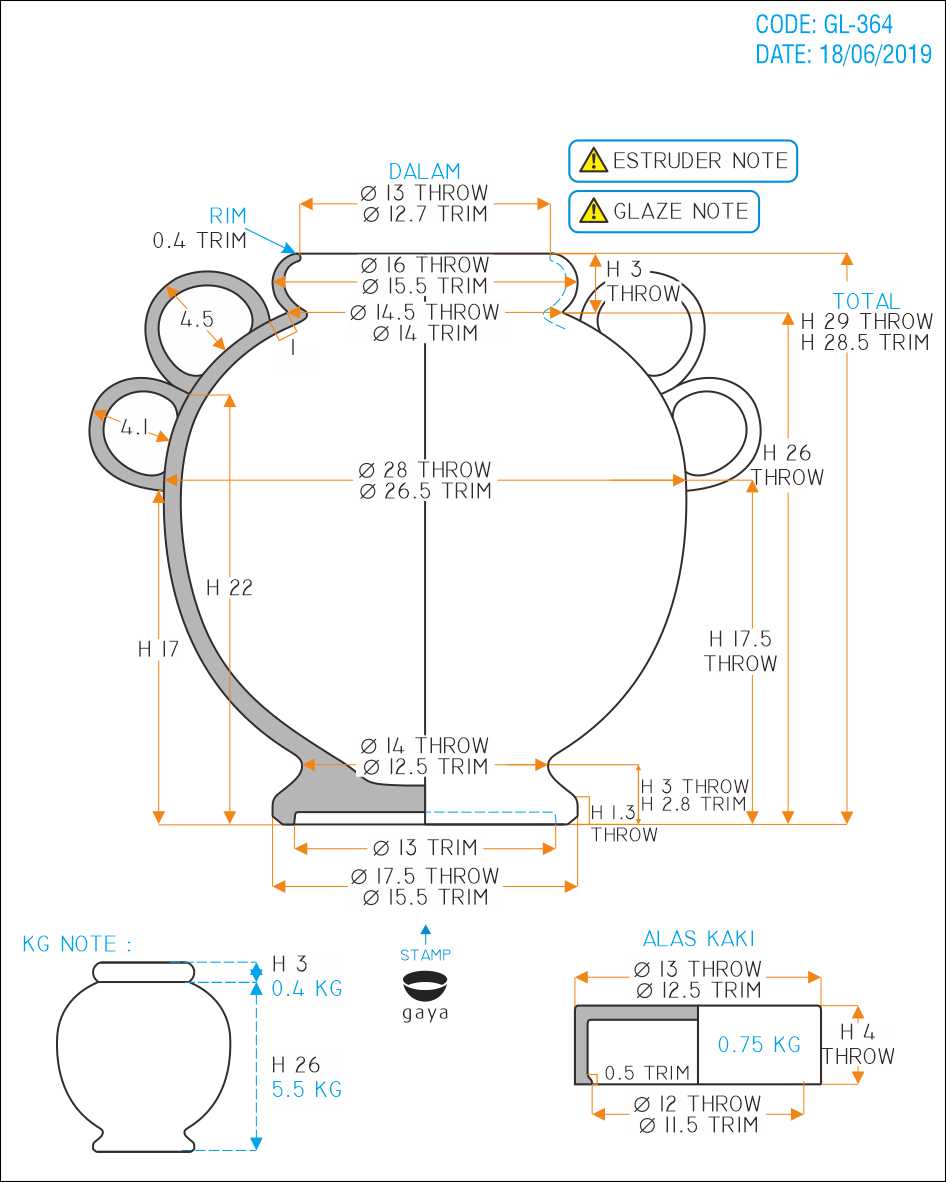 CODE: GL-364
DATE: 18/06/2019
ESTRUDER NOTE
GLAZE NOTE
DALAM
Ø 13 THROW
Ø 12.7 TRIM
RIM
0.4 TRIM
Ø 16 THROW
Ø 15.5 TRIM
H 3
THROW
Ø 14.5 THROW
Ø 14 TRIM
TOTAL
H 29 THROW
H 28.5 TRIM
4.5
1
4.1
H 26
THROW
Ø 28 THROW
Ø 26.5 TRIM
H 22
H 17
H 17.5
THROW
Ø 14 THROW
Ø 12.5 TRIM
H 3 THROW
H 2.8 TRIM
H 1.3
THROW
Ø 13 TRIM
Ø 17.5 THROW
Ø 15.5 TRIM
KG NOTE :
H 3
0.4 KG
H 26
5.5 KG
STAMP
gaya
ALAS KAKI
Ø 13 THROW
Ø 12.5 TRIM
0.75 KG
H 4
THROW
0.5 TRIM
Ø 12 THROW
Ø 11.5 TRIM